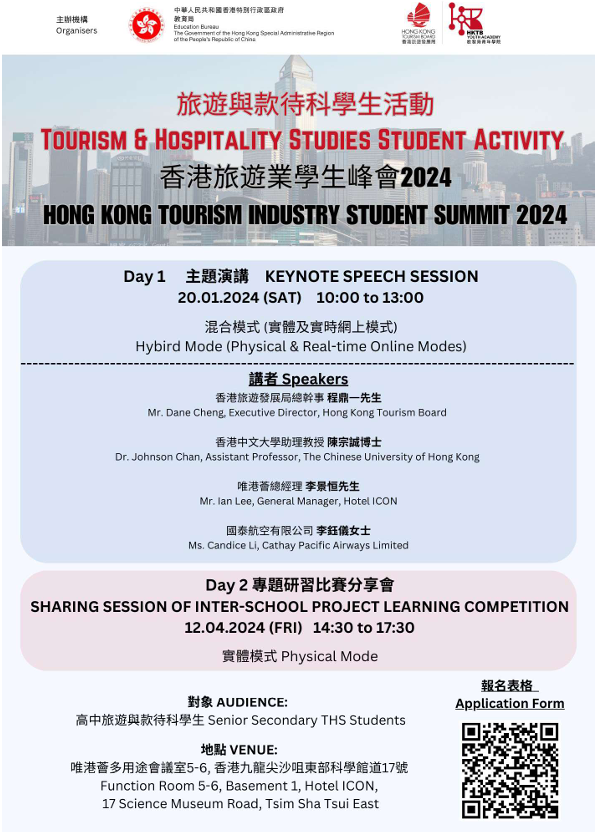 主辦機構
Organisers
中華人民共和國香港特別行政區政府
教育局
Education Bureau
The Government of the Hong Kong Special Administrative Region
of the People's Republic of China
HONG KONG
TOURISM BOARD
香港旅遊發展局
HKTB
YOUTH ACADEMY
旅遊與款待科學生活動
TOURISM & HOSPITALITY STUDIES STUDENT ACTIVITY
香港旅遊業學生峰會2024
HONG KONG TOURISM INDUSTRY STUDENT SUMMIT 2024
Day 1 主題演講 KEYNOTE SPEECH SESSION
20.01.2024 (SAT) 10:00 to 13:00
混合模式 (實體及實時網上模式)
Hybird Mode (Physical & Real-time Online Modes)
講者 Speakers
香港旅遊發展局總幹事 程鼎一先生
Mr. Dane Cheng, Executive Director, Hong Kong Tourism Board
香港中文大學助理教授 陳宗誠博士
Dr. Johnson Chan, Assistant Professor, The Chinese University of Hong Kong
唯港薈總經理 李景恒先生
Mr. Ian Lee, General Manager, Hotel ICON
國泰航空有限公司 李鈺儀女士
Ms. Candice Li, Cathay Pacific Airways Limited
Day 2 專題研習比賽分享會
SHARING SESSION OF INTER-SCHOOL PROJECT LEARNING COMPETITION
12.04.2024 (FRI) 14:30 to 17:30
實體模式 Physical Mode
對象 AUDIENCE:
高中旅遊與款待科學生 Senior Secondary THS Students
地點 VENUE:
唯港薈多用途會議室5-6, 香港九龍尖沙咀東部科學館道17號
Function Room 5-6, Basement 1, Hotel ICON,
17 Science Museum Road, Tsim Sha Tsui East
報名表格
Application Form